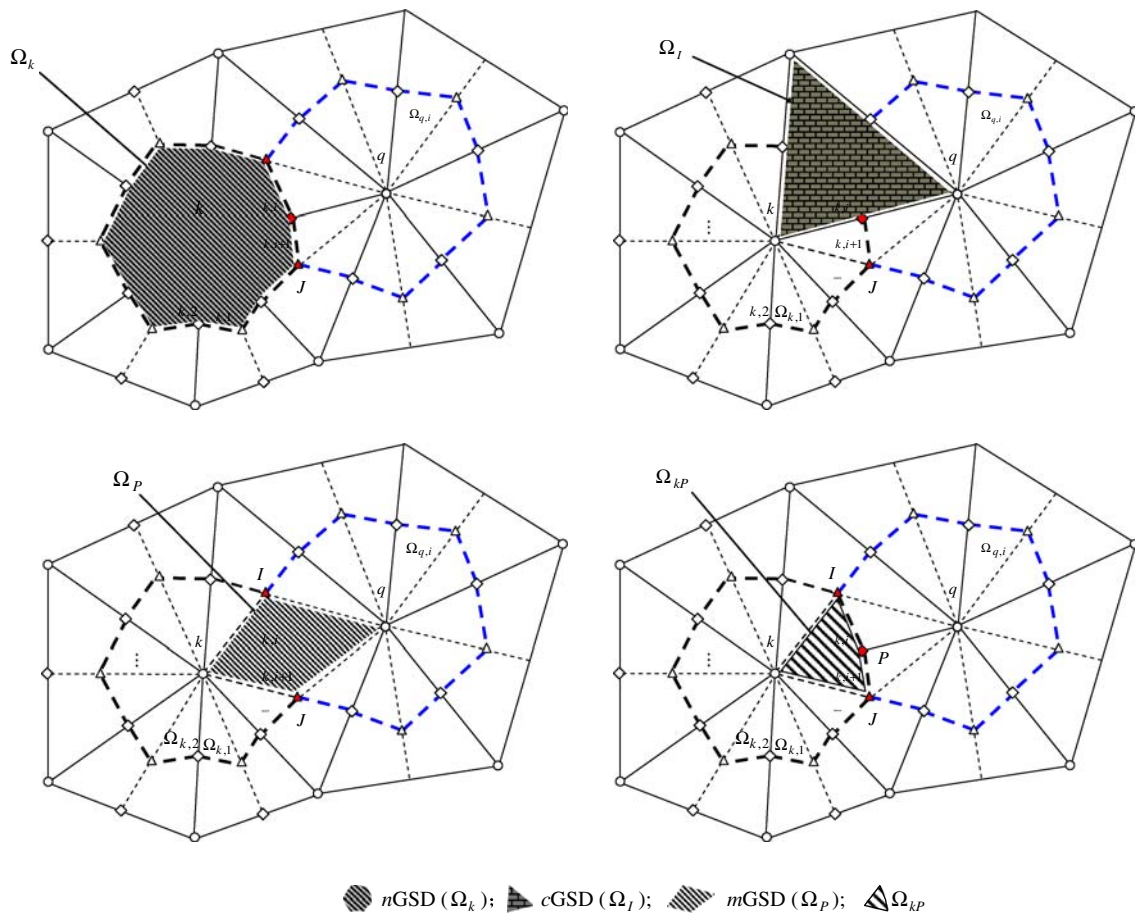 Ω_k
Ω_{q,i}
q
k
k,i
k,i+1
J
k,2
k,1
Ω_I
Ω_{q,i}
q
k
k,i
k,i+1
J
k,2 Ω_{k,1}
Ω_P
Ω_{q,i}
I
q
k
k,i
k,i+1
J
Ω_{k,2} Ω_{k,1}
Ω_{kP}
Ω_{q,i}
I
q
k
k,i
P
k,i+1
J
Ω_{k,2} Ω_{k,1}
nGSD (Ω_k); cGSD (Ω_I); mGSD (Ω_P); Ω_{kP}